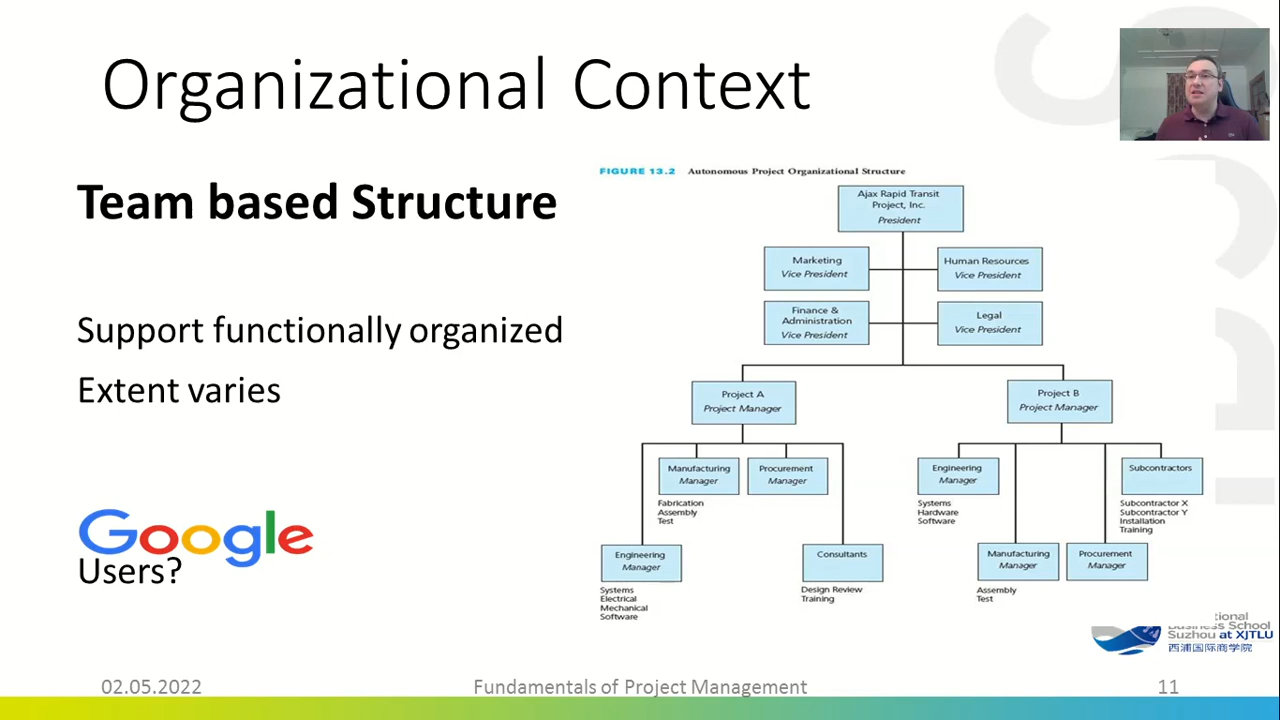 Organizational Context
Team based Structure
Support functionally organized
Extent varies
Google
Users?
FIGURE 13.2 Autonomous Project Organizational Structure
Ajax Rapid Transit
Project, Inc.
President
Marketing
Vice President
Human Resources
Vice President
Finance &
Administration
Vice President
Legal
Vice President
Project A
Project Manager
Project B
Project Manager
Manufacturing
Manager
Fabrication
Assembly
Test
Procurement
Manager
Engineering
Manager
Systems
Electrical
Mechanical
Software
Consultants
Design Review
Training
Engineering
Manager
Systems
Hardware
Software
Subcontractors
Subcontractor X
Subcontractor Y
Installation
Training
Manufacturing
Manager
Assembly
Test
Procurement
Manager
tional
Business School
Suzhou at XJTLU
西浦国际商学院
02.05.2022
Fundamentals of Project Management
11